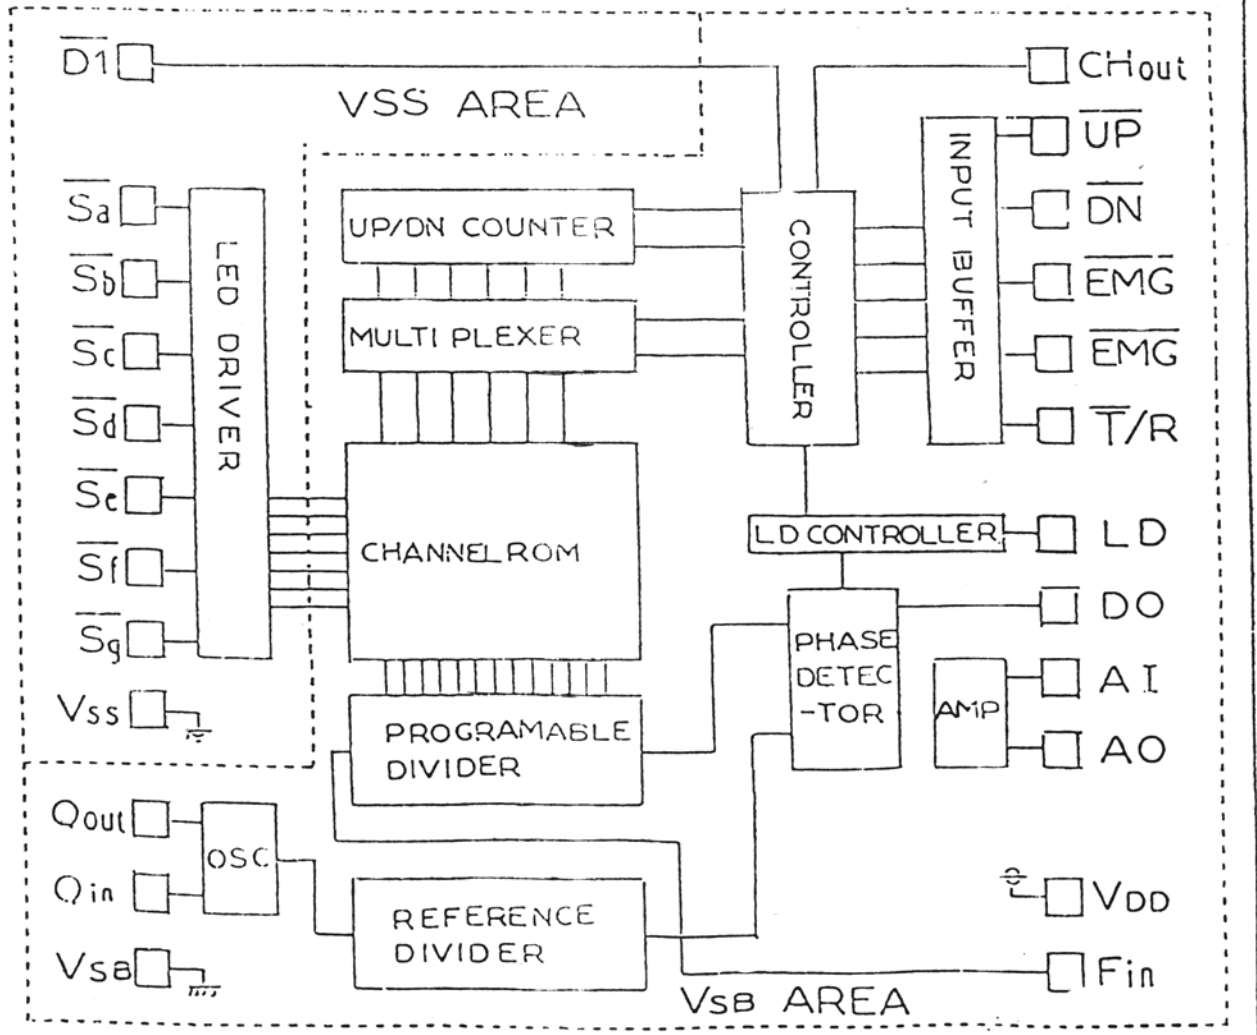 D1
VSS AREA
CHout
UP
DN
EMG
EMG
T/R
LD
DO
AI
AO
VDD
Fin
Sa
Sb
Sc
Sd
Se
Sf
Sg
VSS
Qout
Qin
VSB
LED DRIVER
UP/DN COUNTER
MULTI PLEXER
CONTROLLER
INPUT BUFFER
CHANNEL ROM
LD CONTROLLER
PHASE
DETEC
-TOR
AMP
PROGRAMABLE
DIVIDER
OSC
REFERENCE
DIVIDER
VSB AREA